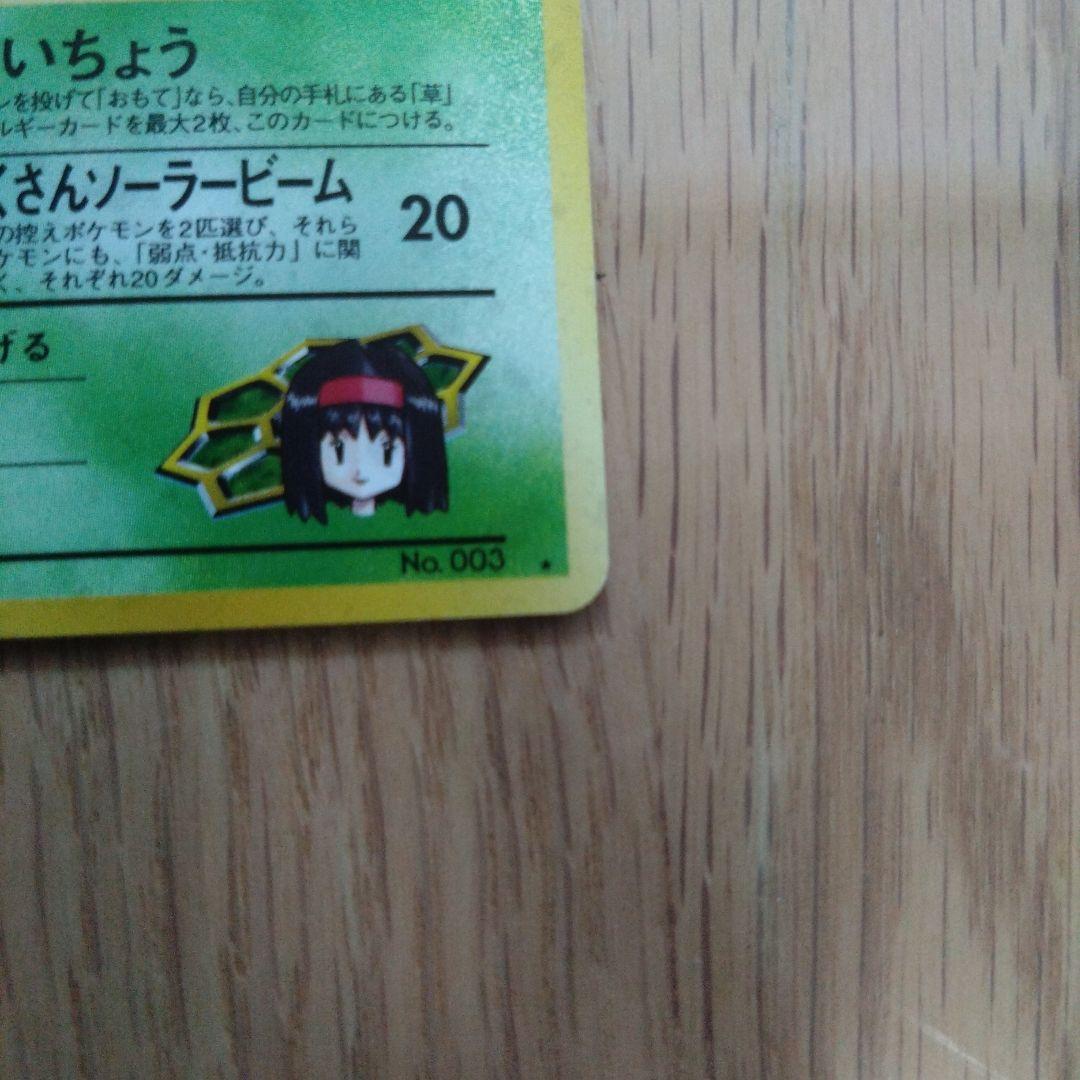 いちょう
ンを投げて「おもて」なら、自分の手札にある「草」
ルギーカードを最大2枚、このカードにつける。
くさんソーラービーム
20
の控えポケモンを2匹選び、それら
ケモンにも、「弱点・抵抗力」に関
く、それぞれ20ダメージ。
げる
No. 003